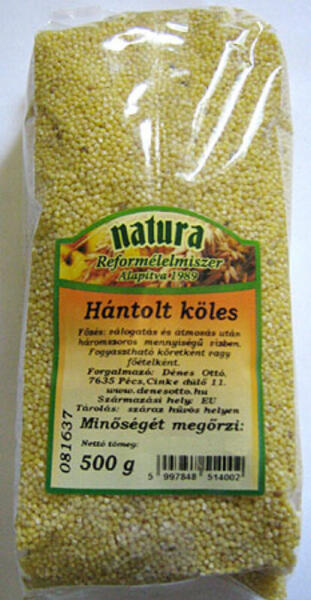 natura
Reformélelmiszer
Alapítva 1989
Hántolt köles
Főzés: válogatás és átmosás után
háromszoros mennyiségű vízben.
Fogyasztható köretként vagy
főételként.
Forgalmazó: Dénes Ottó,
7635 Pécs,Cinke dűlő 11.
www.denesotto.hu
Származási hely: EU
Tárolás: száraz hűvös helyen
Minőségét megőrzi:
Nettó tömeg:
500 g
5 997848 514002
081637